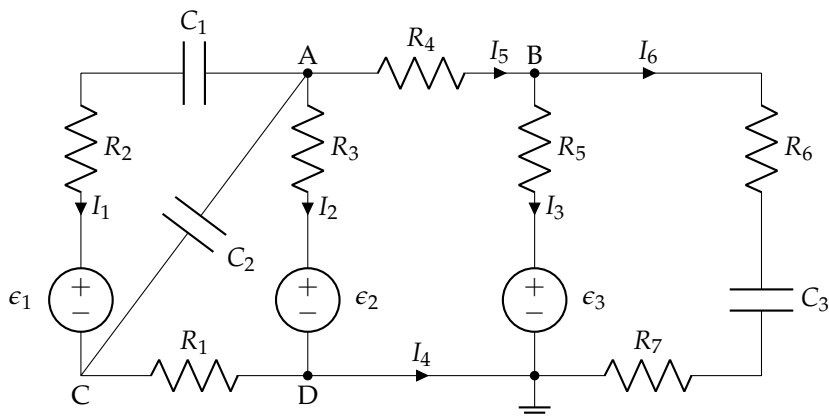 C₁
A
R₄
I₅
B
I₆
R₂
R₃
R₅
R₆
I₁
I₂
I₃
C₂
ϵ₁
+
−
ϵ₂
+
−
ϵ₃
+
−
C₃
R₁
I₄
R₇
C
D